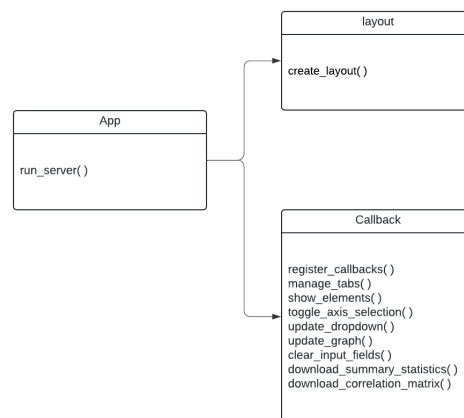 layout
create_layout( )
App
run_server( )
Callback
register_callbacks( )
manage_tabs( )
show_elements( )
toggle_axis_selection( )
update_dropdown( )
update_graph( )
clear_input_fields( )
download_summary_statistics( )
download_correlation_matrix( )